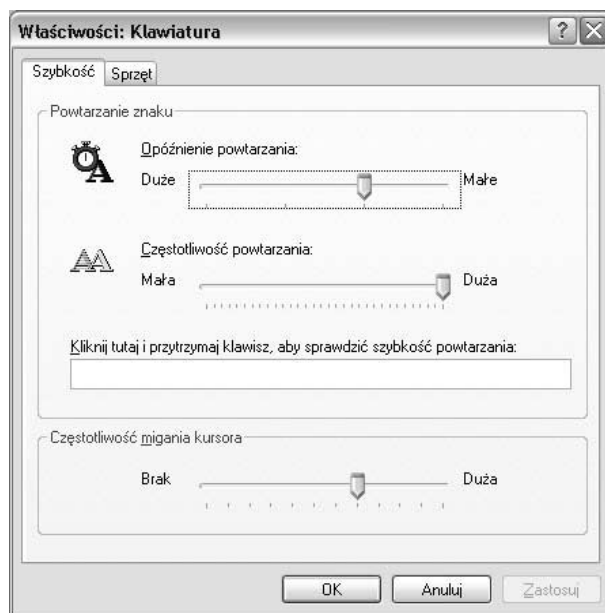 Właściwości: Klawiatura
Szybkość Sprzęt
Powtarzanie znaku
Opóźnienie powtarzania:
Duże Małe
Częstotliwość powtarzania:
Mała Duża
Kliknij tutaj i przytrzymaj klawisz, aby sprawdzić szybkość powtarzania:
Częstotliwość migania kursora
Brak Duża
OK Anuluj Zastosuj